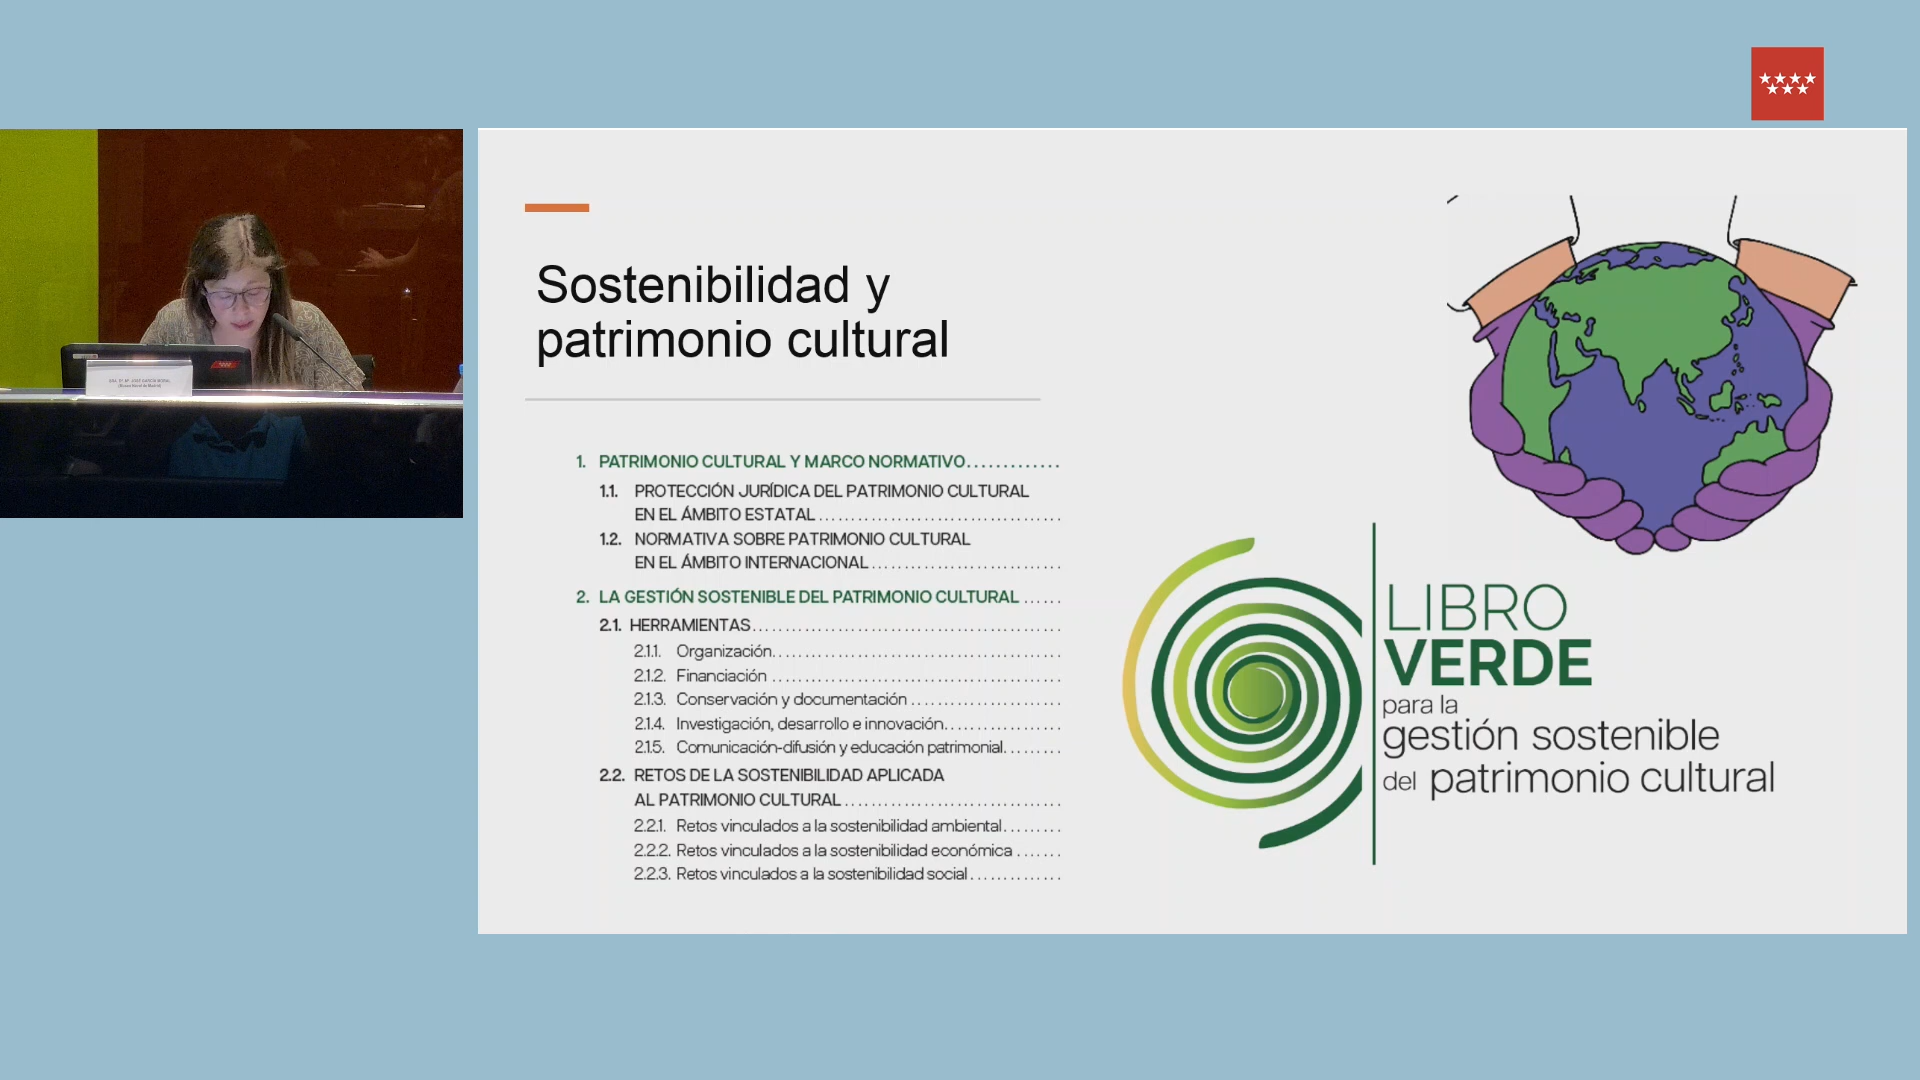 Sostenibilidad y
patrimonio cultural
1. PATRIMONIO CULTURAL Y MARCO NORMATIVO.............
1.1. PROTECCIÓN JURÍDICA DEL PATRIMONIO CULTURAL
EN EL ÁMBITO ESTATAL.....................................
1.2. NORMATIVA SOBRE PATRIMONIO CULTURAL
EN EL ÁMBITO INTERNACIONAL.............................
2. LA GESTIÓN SOSTENIBLE DEL PATRIMONIO CULTURAL......
2.1. HERRAMIENTAS...............................................
2.1.1. Organización............................................
2.1.2. Financiación............................................
2.1.3. Conservación y documentación.......................
2.1.4. Investigación, desarrollo e innovación..................
2.1.5. Comunicación-difusión y educación patrimonial.........
2.2. RETOS DE LA SOSTENIBILIDAD APLICADA
AL PATRIMONIO CULTURAL.................................
2.2.1. Retos vinculados a la sostenibilidad ambiental.........
2.2.2. Retos vinculados a la sostenibilidad económica.......
2.2.3. Retos vinculados a la sostenibilidad social..............
LIBRO
VERDE
para la
gestión sostenible
del patrimonio cultural